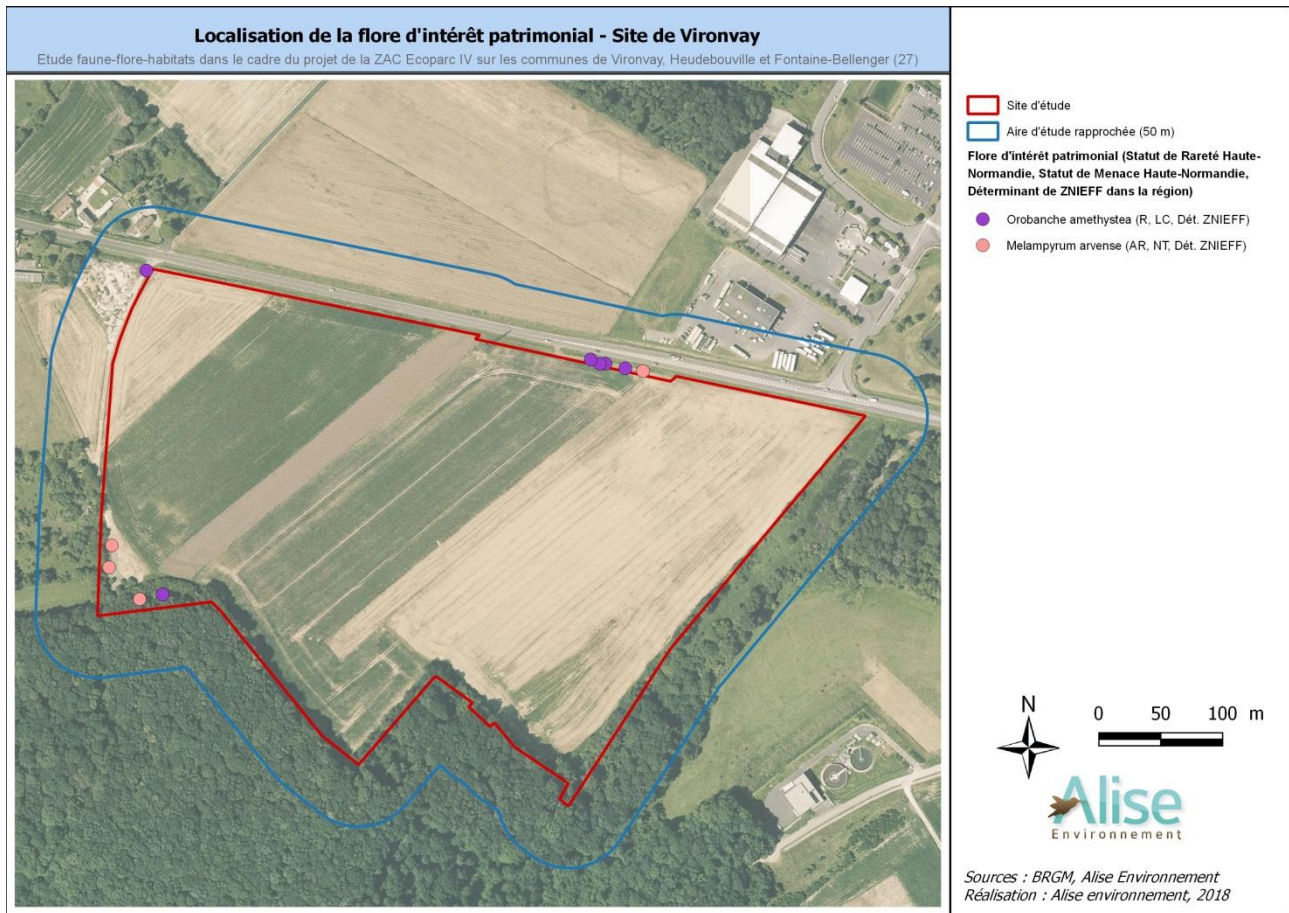 Localisation de la flore d'intérêt patrimonial - Site de Vironvay
Etude faune-flore-habitats dans le cadre du projet de la ZAC Ecoparc IV sur les communes de Vironvay, Heudebouville et Fontaine-Bellenger (27)
Site d'étude
Aire d'étude rapprochée (50 m)
Flore d'intérêt patrimonial (Statut de Rareté Haute-
Normandie, Statut de Menace Haute-Normandie,
Déterminant de ZNIEFF dans la région)
Orobanche amethystea (R, LC, Dét. ZNIEFF)
Melampyrum arvense (AR, NT, Dét. ZNIEFF)
N
0 50 100 m
Alise
Environnement
Sources : BRGM, Alise Environnement
Réalisation : Alise environnement, 2018